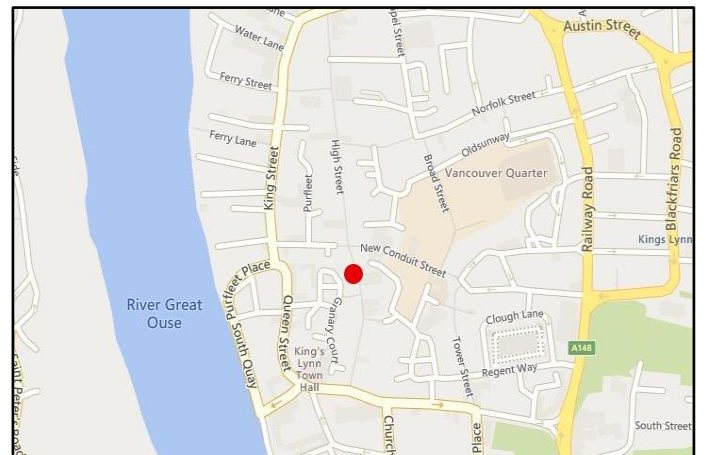 Austin Street
Water Lane
Ferry Street
Norfolk Street
Oldsunway
Ferry Lane
King Street
High Street
Purfleet
Broad Street
Vancouver Quarter
Railway Road
Blackfriars Road
Kings Lynn
New Conduit Street
Purfleet Place
River Great
Ouse
South Quay
Queen Street
Granary Court
King's
Lynn
Town
Hall
Tower Street
Clough Lane
A148
Regent Way
South Street
Church
Place